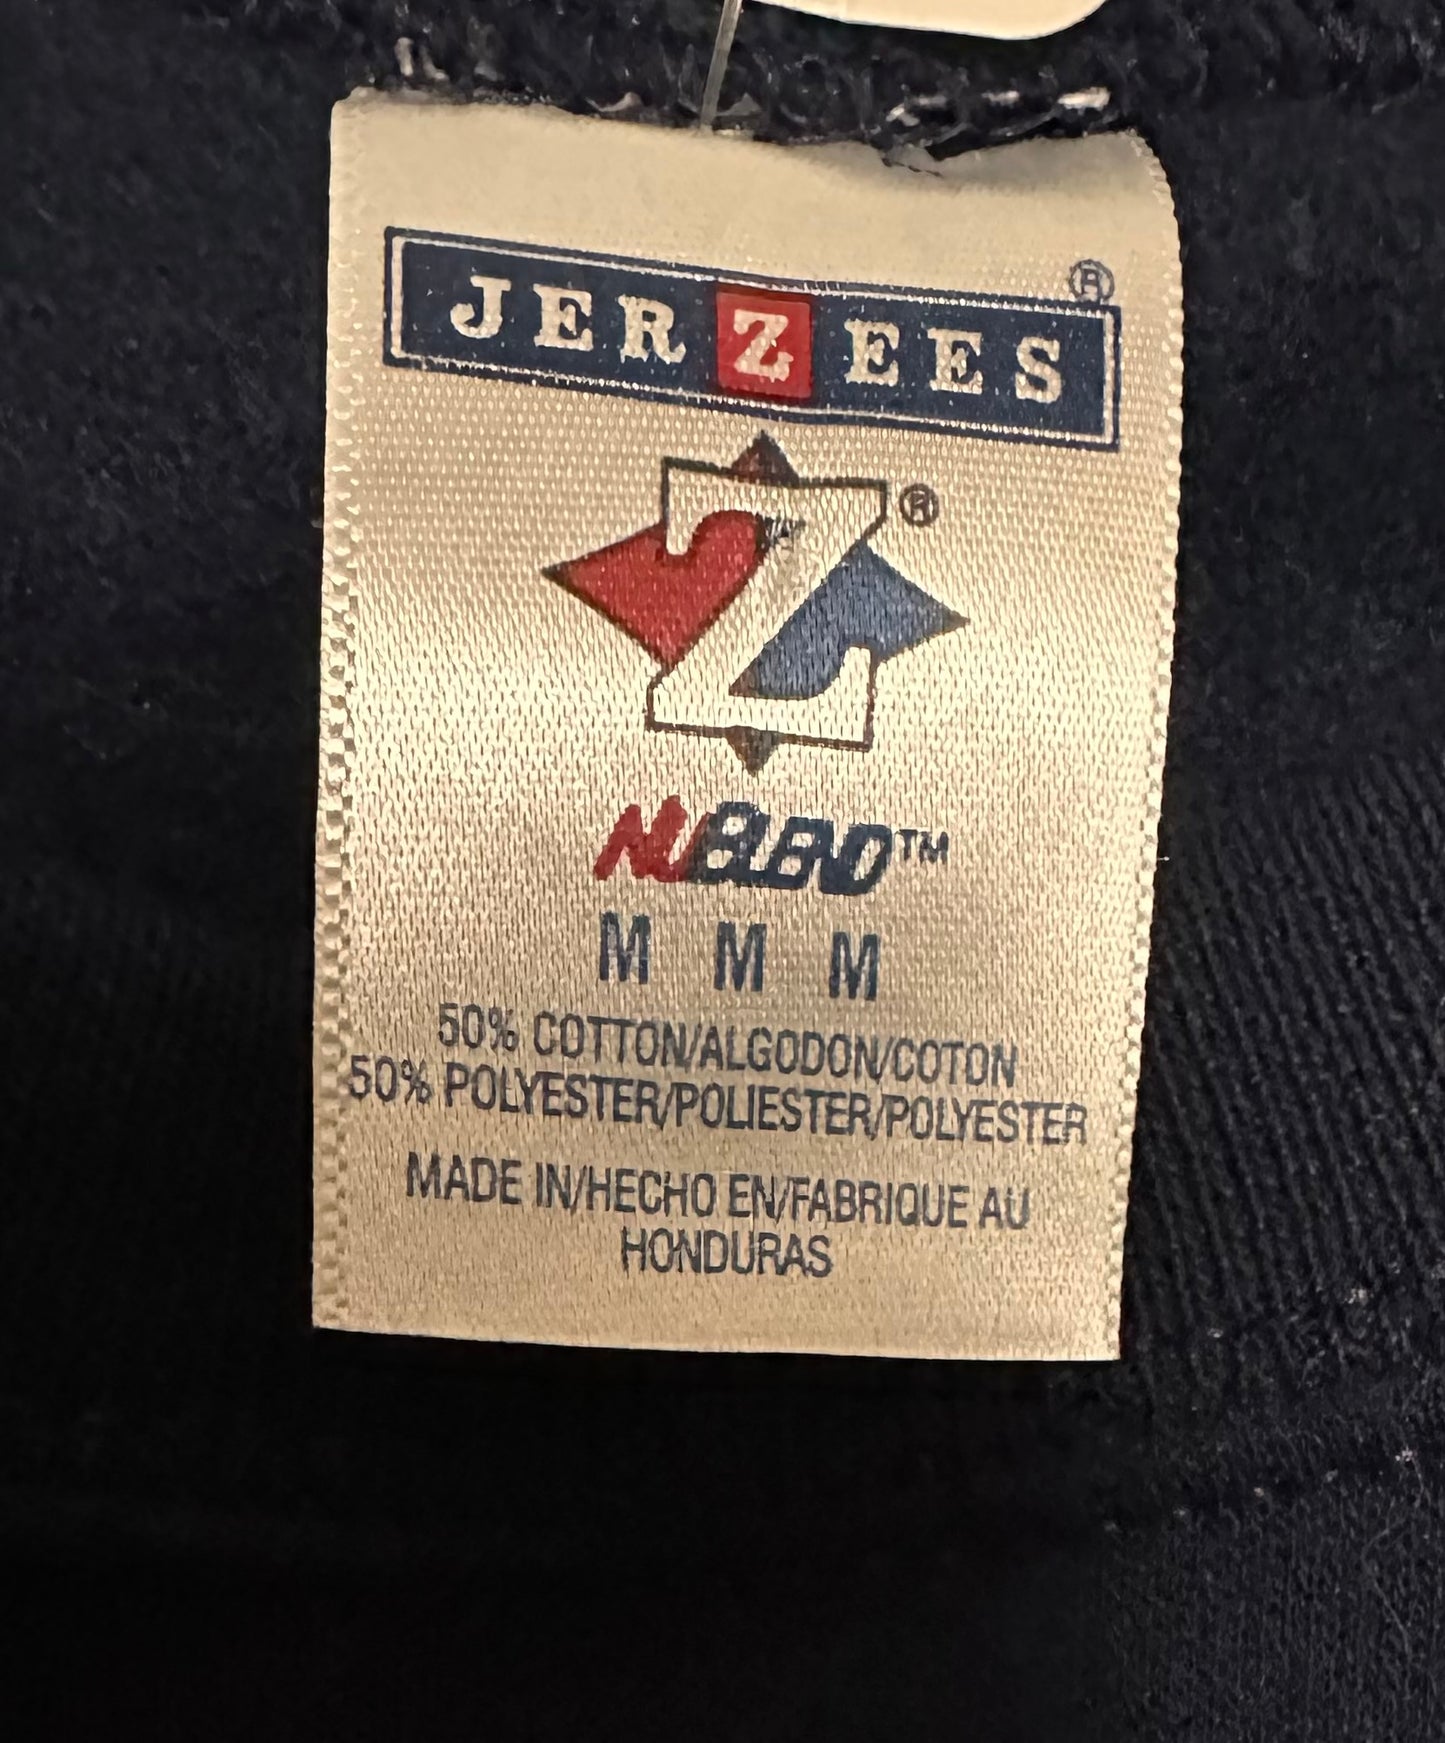 JERZEES®
Z®
NUBLEND™
M M M
50% COTTON/ALGODON/COTON
50% POLYESTER/POLIESTER/POLYESTER
MADE IN/HECHO EN/FABRIQUE AU
HONDURAS